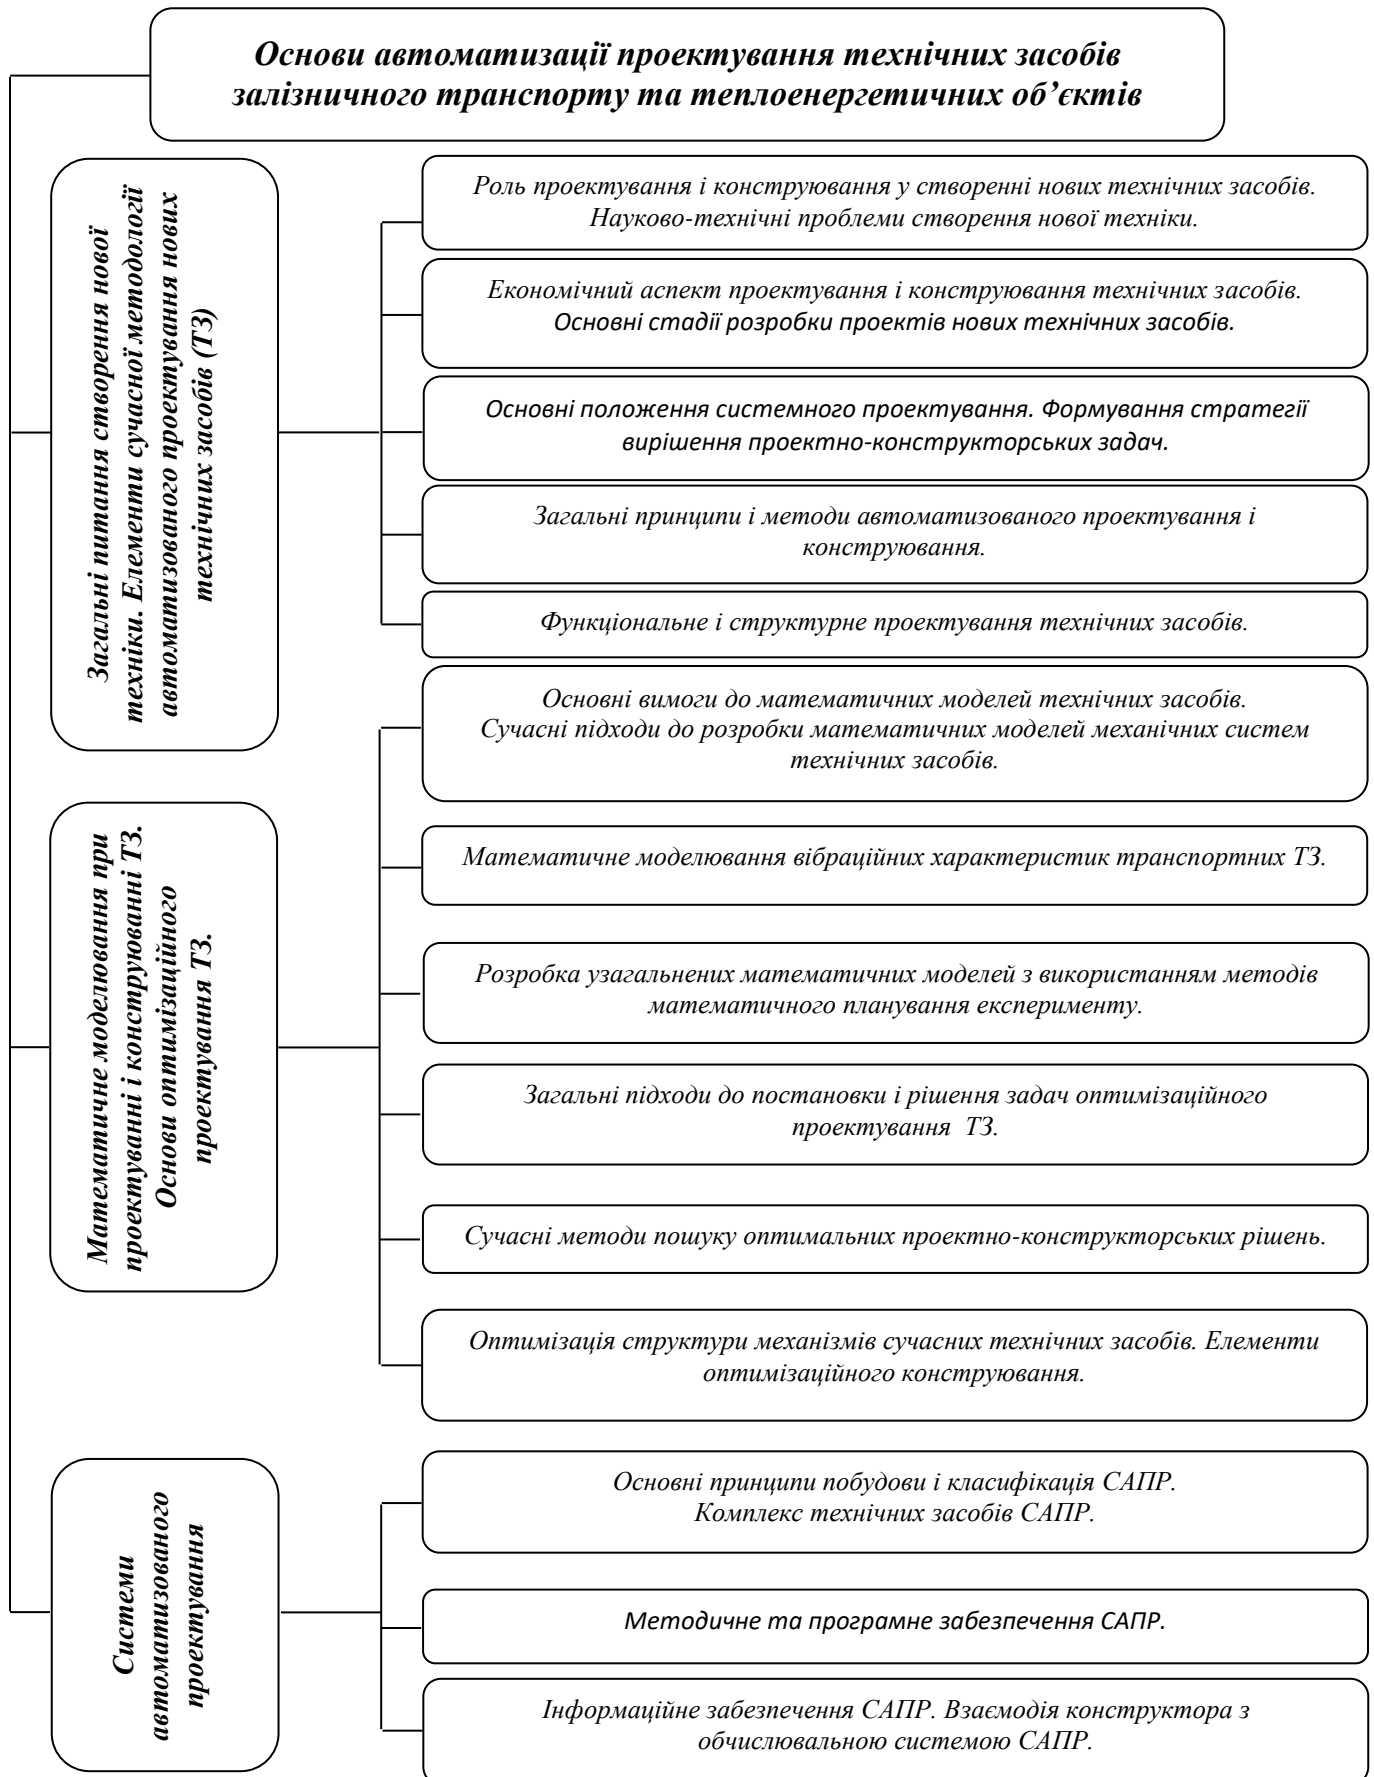 Основи автоматизації проектування технічних засобів
залізничного транспорту та теплоенергетичних об’єктів
Загальні питання створення нової
техніки. Елементи сучасної методології
автоматизованого проектування нових
технічних засобів (ТЗ)
Роль проектування і конструювання у створенні нових технічних засобів.
Науково-технічні проблеми створення нової техніки.
Економічний аспект проектування і конструювання технічних засобів.
Основні стадії розробки проектів нових технічних засобів.
Основні положення системного проектування. Формування стратегії
вирішення проектно-конструкторських задач.
Загальні принципи і методи автоматизованого проектування і
конструювання.
Функціональне і структурне проектування технічних засобів.
Математичне моделювання при
проектуванні і конструюванні ТЗ.
Основи оптимізаційного
проектування ТЗ.
Основні вимоги до математичних моделей технічних засобів.
Сучасні підходи до розробки математичних моделей механічних систем
технічних засобів.
Математичне моделювання вібраційних характеристик транспортних ТЗ.
Розробка узагальнених математичних моделей з використанням методів
математичного планування експерименту.
Загальні підходи до постановки і рішення задач оптимізаційного
проектування ТЗ.
Сучасні методи пошуку оптимальних проектно-конструкторських рішень.
Оптимізація структури механізмів сучасних технічних засобів. Елементи
оптимізаційного конструювання.
Системи
автоматизованого
проектування
Основні принципи побудови і класифікація САПР.
Комплекс технічних засобів САПР.
Методичне та програмне забезпечення САПР.
Інформаційне забезпечення САПР. Взаємодія конструктора з
обчислювальною системою САПР.